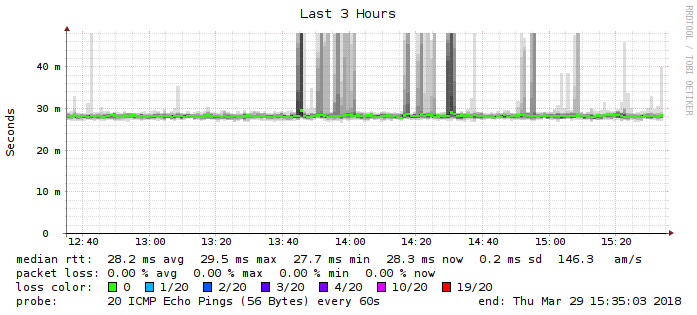 Last 3 Hours
RRDTOOL / TOBI OETIKER
Seconds
40 m
30 m
20 m
10 m
0
12:40 13:00 13:20 13:40 14:00 14:20 14:40 15:00 15:20
median rtt: 28.2 ms avg 29.5 ms max 27.7 ms min 28.3 ms now 0.2 ms sd 146.3 am/s
packet loss: 0.00 % avg 0.00 % max 0.00 % min 0.00 % now
loss color: 0 1/20 2/20 3/20 4/20 10/20 19/20
probe: 20 ICMP Echo Pings (56 Bytes) every 60s end: Thu Mar 29 15:35:03 2018